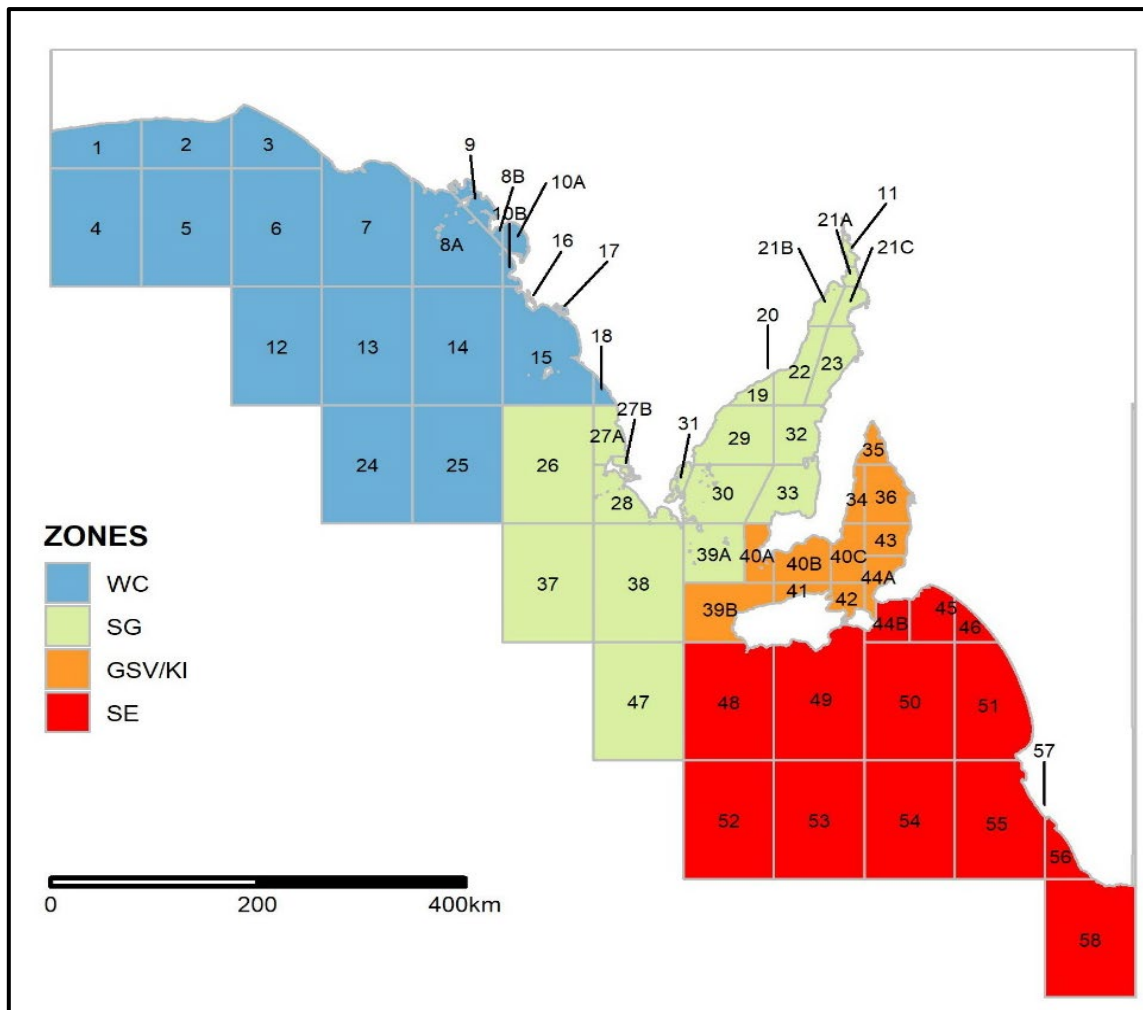 1 2 3
9
8B 10A
4 5 6 7 8A 10B
16 17
11
21A
21B 21C
12 13 14 15 18
20
22 23
19
24 25 26 27A 27B 31 29 32
35
28 30 33 34 36
ZONES
WC
SG
GSV/KI
SE
37 38 39A 40A 40B 40C 43
44A
39B 41 42 44B 45 46
47 48 49 50 51
57
52 53 54 55 56
0 200 400km
58